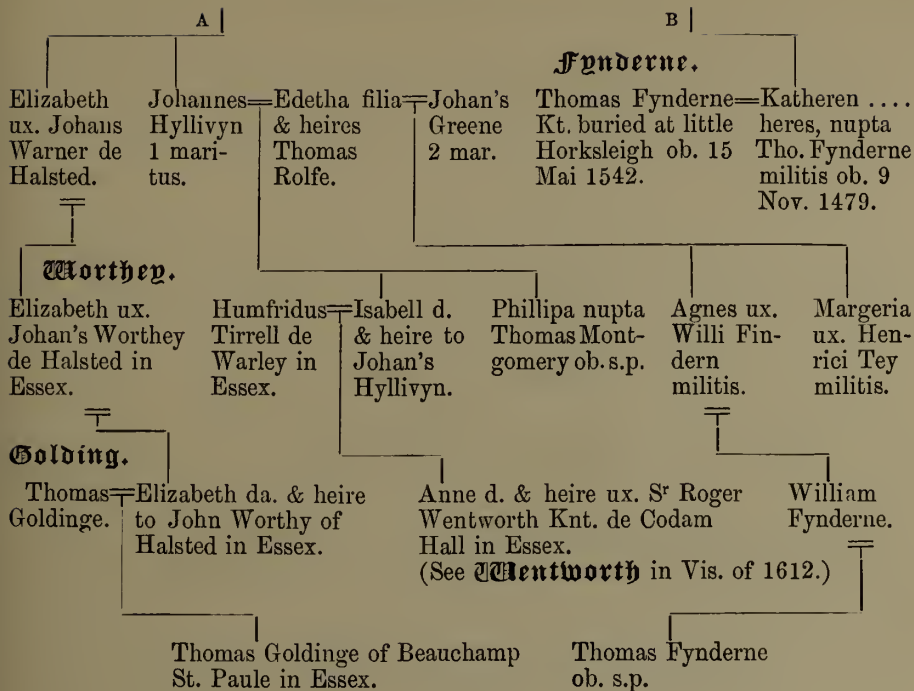 A
B
Fynderne.
Elizabeth
ux. Johans
Warner de
Halsted.
Johannes
Hyllivyn
1 mari-
tus.
Edetha filia
& heires
Thomas
Rolfe.
Johan's
Greene
2 mar.
Thomas Fynderne
Kt. buried at little
Horksleigh ob. 15
Mai 1542.
Katheren ....
heres, nupta
Tho. Fynderne
militis ob. 9
Nov. 1479.
Worthey.
Elizabeth ux.
Johan's Worthey
de Halsted in
Essex.
Humfridus
Tirrell de
Warley in
Essex.
Isabell d.
& heire to
Johan's
Hyllivyn.
Phillipa nupta
Thomas Mont-
gomery ob. s.p.
Agnes ux.
Willi Fin-
dern
militis.
Margeria
ux. Hen-
rici Tey
militis.
Golding.
Thomas
Goldinge.
Elizabeth da. & heire
to John Worthy of
Halsted in Essex.
Anne d. & heire ux. Sr Roger
Wentworth Knt. de Codam
Hall in Essex.
(See Wentworth in Vis. of 1612.)
William
Fynderne.
Thomas Goldinge of Beauchamp
St. Paule in Essex.
Thomas Fynderne
ob. s.p.